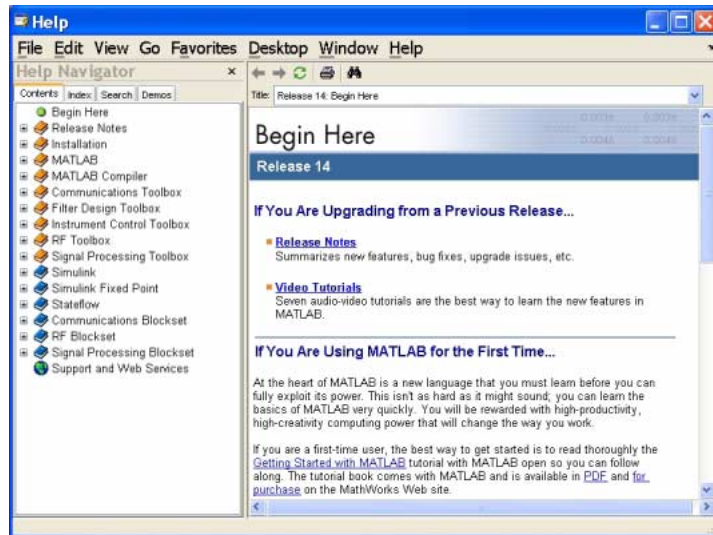 Help
File Edit View Go Favorites Desktop Window Help
Help Navigator
Contents Index Search Demos
Begin Here
Release Notes
Installation
MATLAB
MATLAB Compiler
Communications Toolbox
Filter Design Toolbox
Instrument Control Toolbox
RF Toolbox
Signal Processing Toolbox
Simulink
Simulink Fixed Point
Stateflow
Communications Blockset
RF Blockset
Signal Processing Blockset
Support and Web Services
Title: Release 14: Begin Here
Begin Here
Release 14
If You Are Upgrading from a Previous Release...
Release Notes
Summarizes new features, bug fixes, upgrade issues, etc.
Video Tutorials
Seven audio-video tutorials are the best way to learn the new features in
MATLAB.
If You Are Using MATLAB for the First Time...
At the heart of MATLAB is a new language that you must learn before you can
fully exploit its power. This isn't as hard as it might sound; you can learn the
basics of MATLAB very quickly. You will be rewarded with high-productivity,
high-creativity computing power that will change the way you work.
If you are a first-time user, the best way to get started is to read thoroughly the
Getting Started with MATLAB tutorial with MATLAB open so you can follow
along. The tutorial book comes with MATLAB and is available in PDF and for
purchase on the MathWorks Web site.